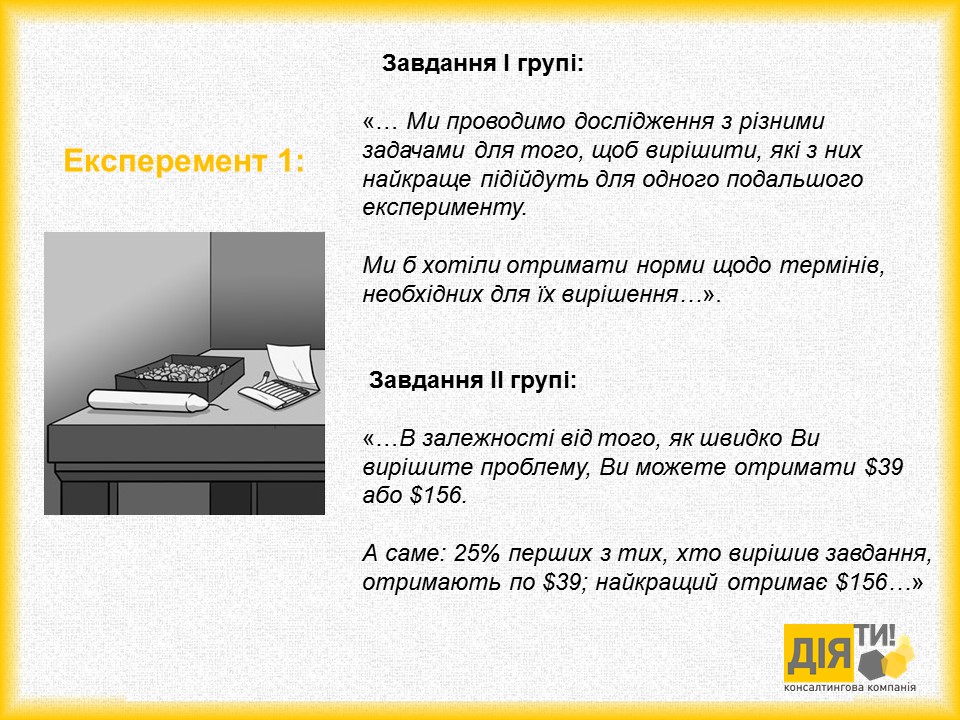 Завдання І групі:
«… Ми проводимо дослідження з різними
задачами для того, щоб вирішити, які з них
найкраще підійдуть для одного подальшого
експерименту.
Ми б хотіли отримати норми щодо термінів,
необхідних для їх вирішення…».
Експеремент 1:
Завдання ІІ групі:
«…В залежності від того, як швидко Ви
вирішите проблему, Ви можете отримати $39
або $156.
А саме: 25% перших з тих, хто вирішив завдання,
отримають по $39; найкращий отримає $156…»
ДІЯТИ!
консалтингова компанія